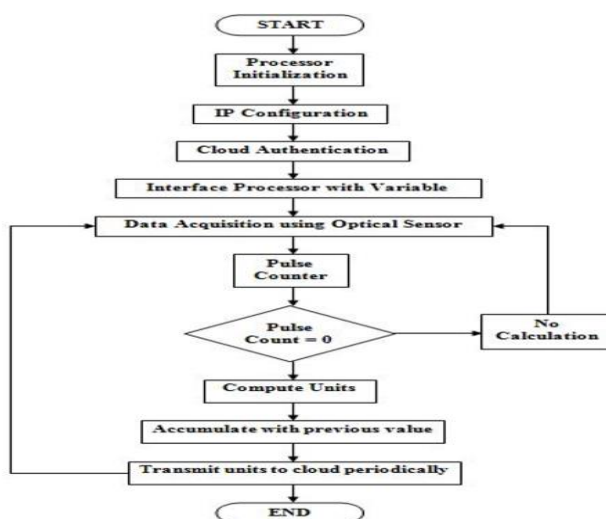 START
Processor
Initialization
IP Configuration
Cloud Authentication
Interface Processor with Variable
Data Acquisition using Optical Sensor
Pulse
Counter
Pulse
Count = 0
No
Calculation
Compute Units
Accumulate with previous value
Transmit units to cloud periodically
END